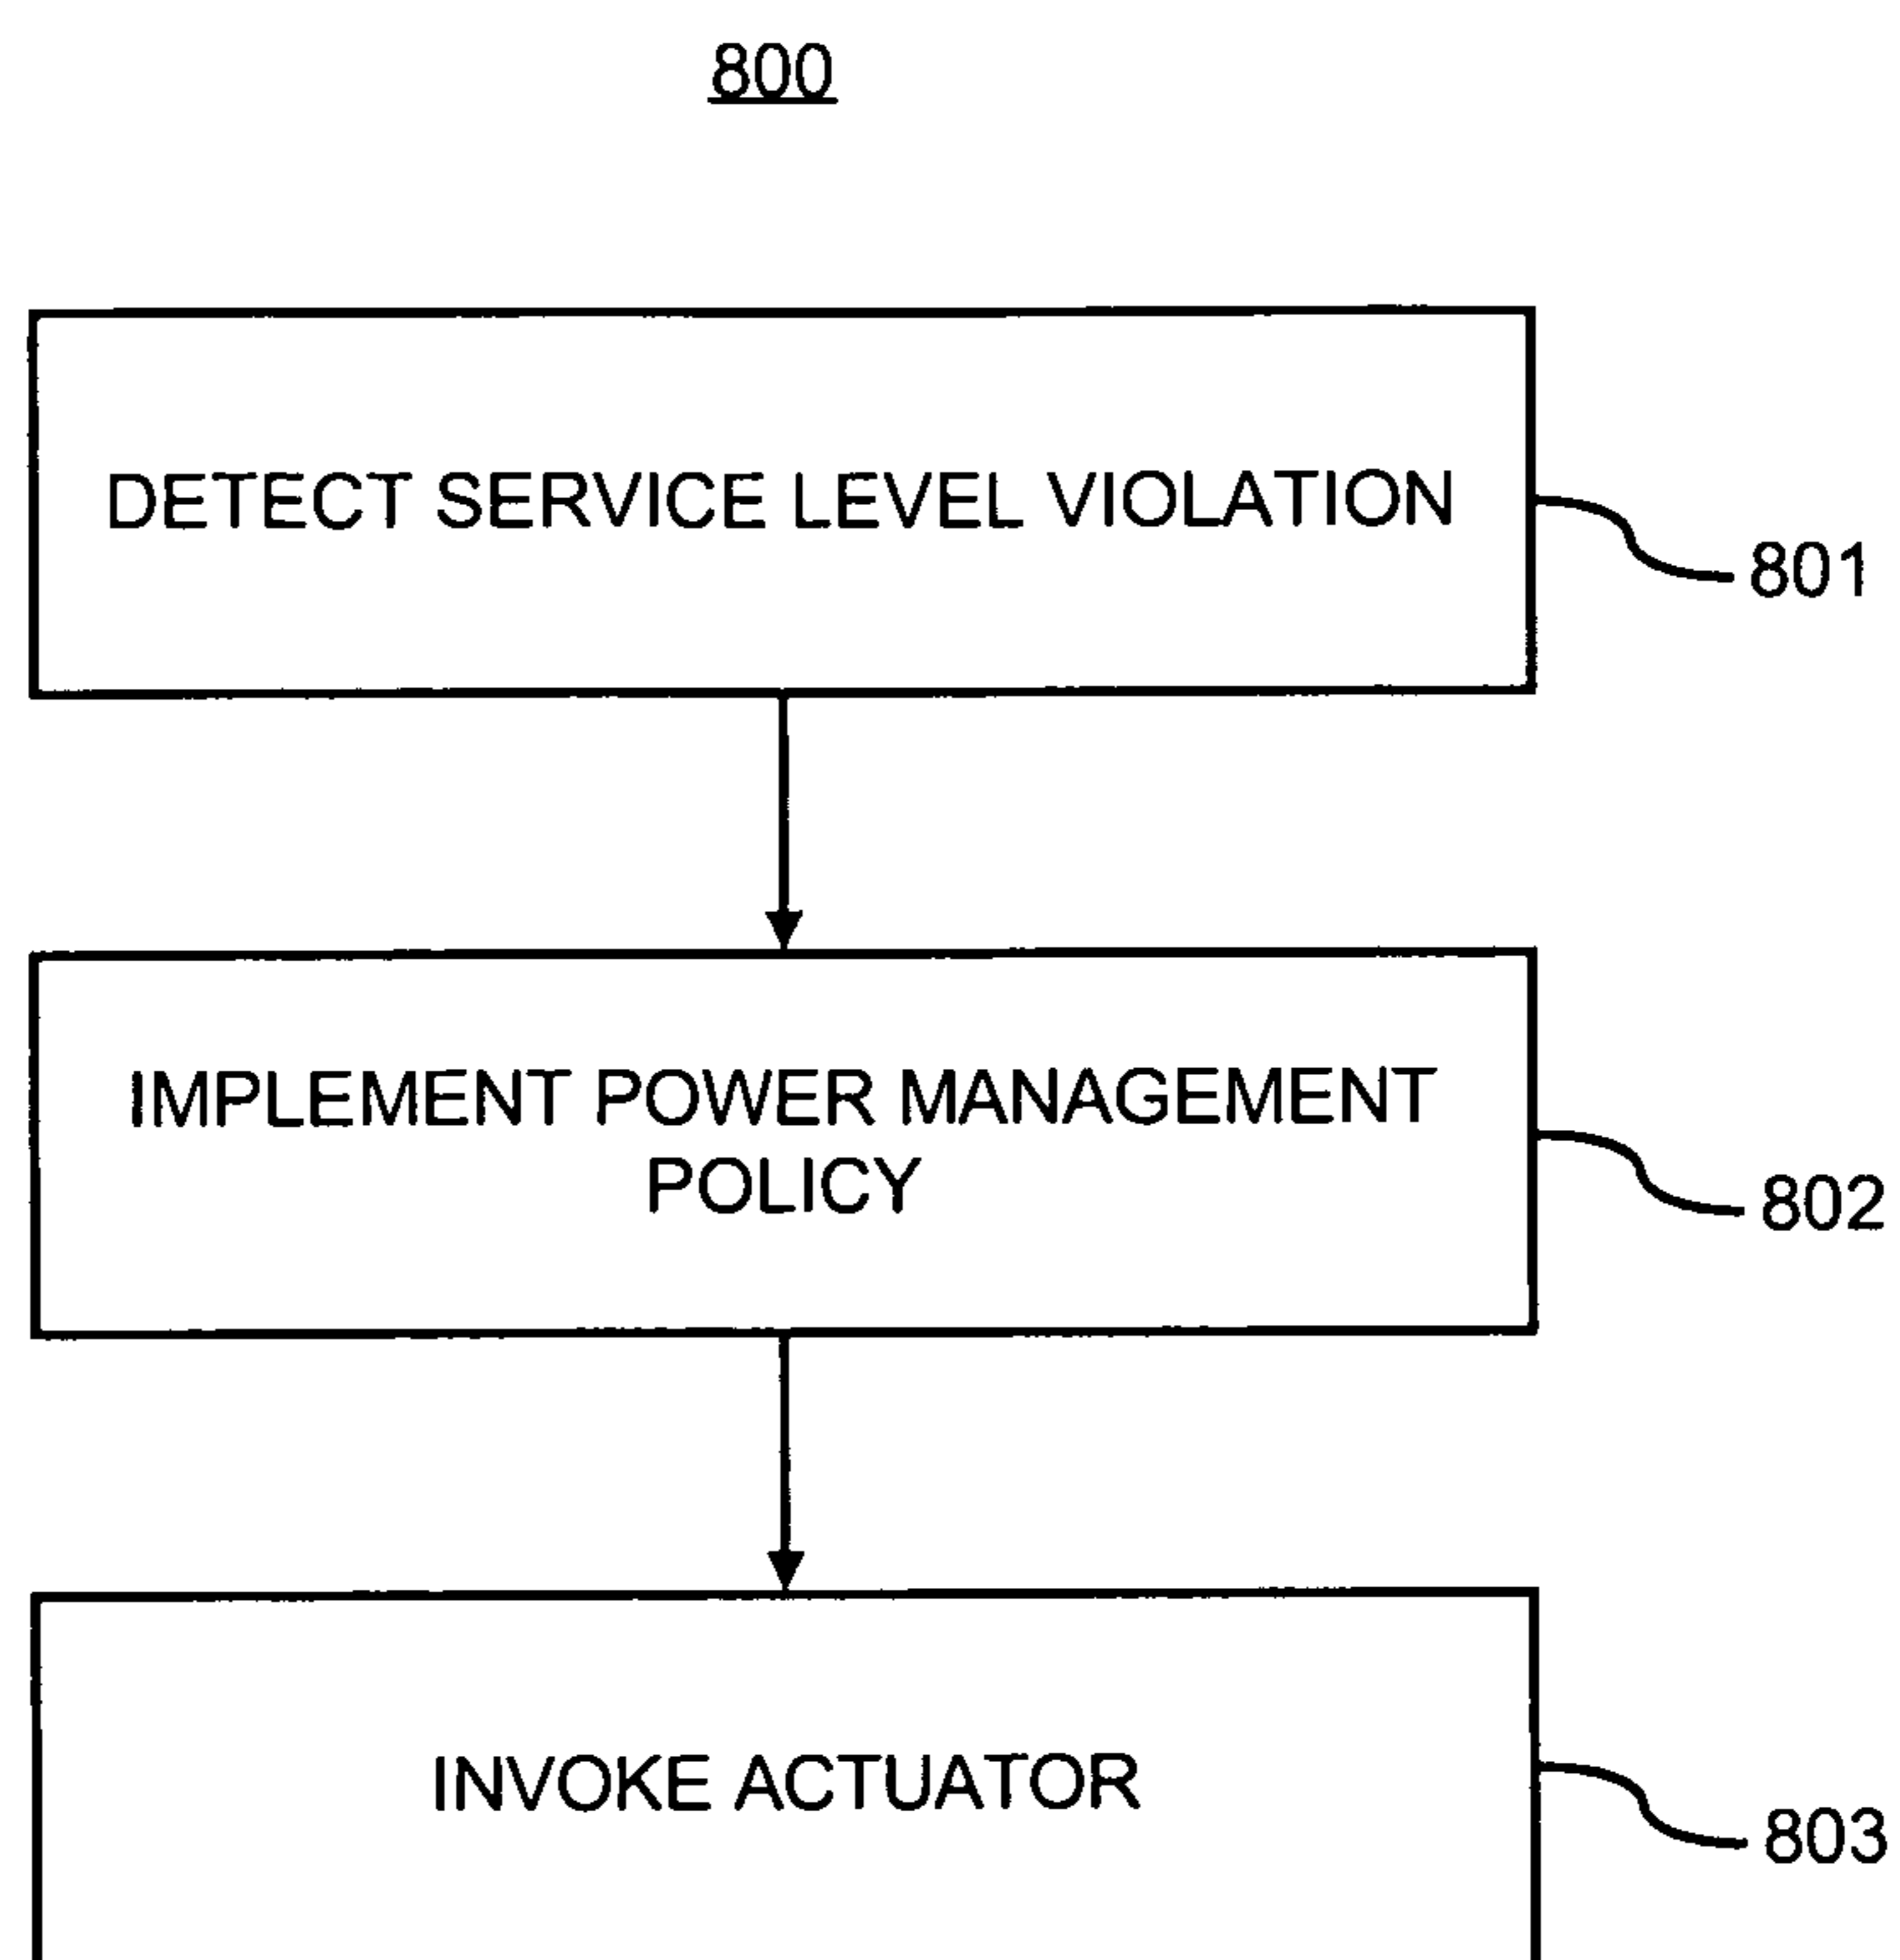 800
DETECT SERVICE LEVEL VIOLATION
801
IMPLEMENT POWER MANAGEMENT
POLICY
802
INVOKE ACTUATOR
803